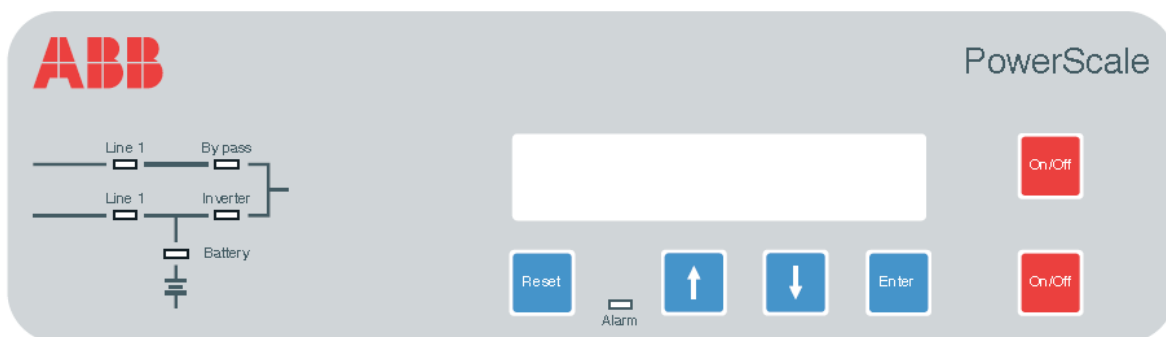 ABB
PowerScale
Line 1
By pass
On/Off
Line 1
Inverter
Battery
Reset
Enter
On/Off
Alarm